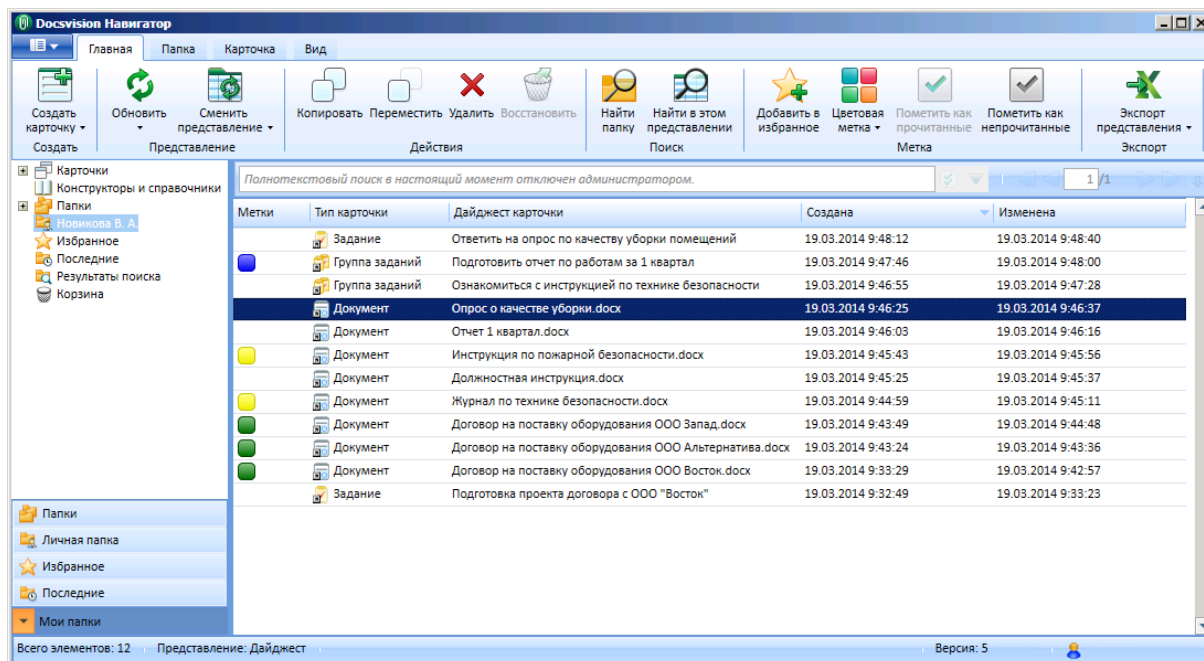 Docsvision Навигатор
Главная Папка Карточка Вид
Создать карточку
Обновить
Сменить представление
Копировать
Переместить
Удалить
Восстановить
Найти папку
Найти в этом представлении
Добавить в избранное
Цветовая метка
Пометить как прочитанные
Пометить как непрочитанные
Экспорт представления
Создать Представление Действия Поиск Метка Экспорт
Карточки
Конструкторы и справочники
Папки
Новикова В. А.
Избранное
Последние
Результаты поиска
Корзина
Папки
Личная папка
Избранное
Последние
Мои папки
Полнотекстовый поиск в настоящий момент отключен администратором.
1 /1
Метки Тип карточки Дайджест карточки Создана Изменена
Задание Ответить на опрос по качеству уборки помещений 19.03.2014 9:48:12 19.03.2014 9:48:40
Группа заданий Подготовить отчет по работам за 1 квартал 19.03.2014 9:47:46 19.03.2014 9:48:00
Группа заданий Ознакомиться с инструкцией по технике безопасности 19.03.2014 9:46:55 19.03.2014 9:47:28
Документ Опрос о качестве уборки.docx 19.03.2014 9:46:25 19.03.2014 9:46:37
Документ Отчет 1 квартал.docx 19.03.2014 9:46:03 19.03.2014 9:46:16
Документ Инструкция по пожарной безопасности.docx 19.03.2014 9:45:43 19.03.2014 9:45:56
Документ Должностная инструкция.docx 19.03.2014 9:45:25 19.03.2014 9:45:37
Документ Журнал по технике безопасности.docx 19.03.2014 9:44:59 19.03.2014 9:45:11
Документ Договор на поставку оборудования ООО Запад.docx 19.03.2014 9:43:49 19.03.2014 9:44:48
Документ Договор на поставку оборудования ООО Альтернатива.docx 19.03.2014 9:43:24 19.03.2014 9:43:36
Документ Договор на поставку оборудования ООО Восток.docx 19.03.2014 9:33:29 19.03.2014 9:42:57
Задание Подготовка проекта договора с ООО "Восток" 19.03.2014 9:32:49 19.03.2014 9:33:23
Всего элементов: 12 Представление: Дайджест Версия: 5